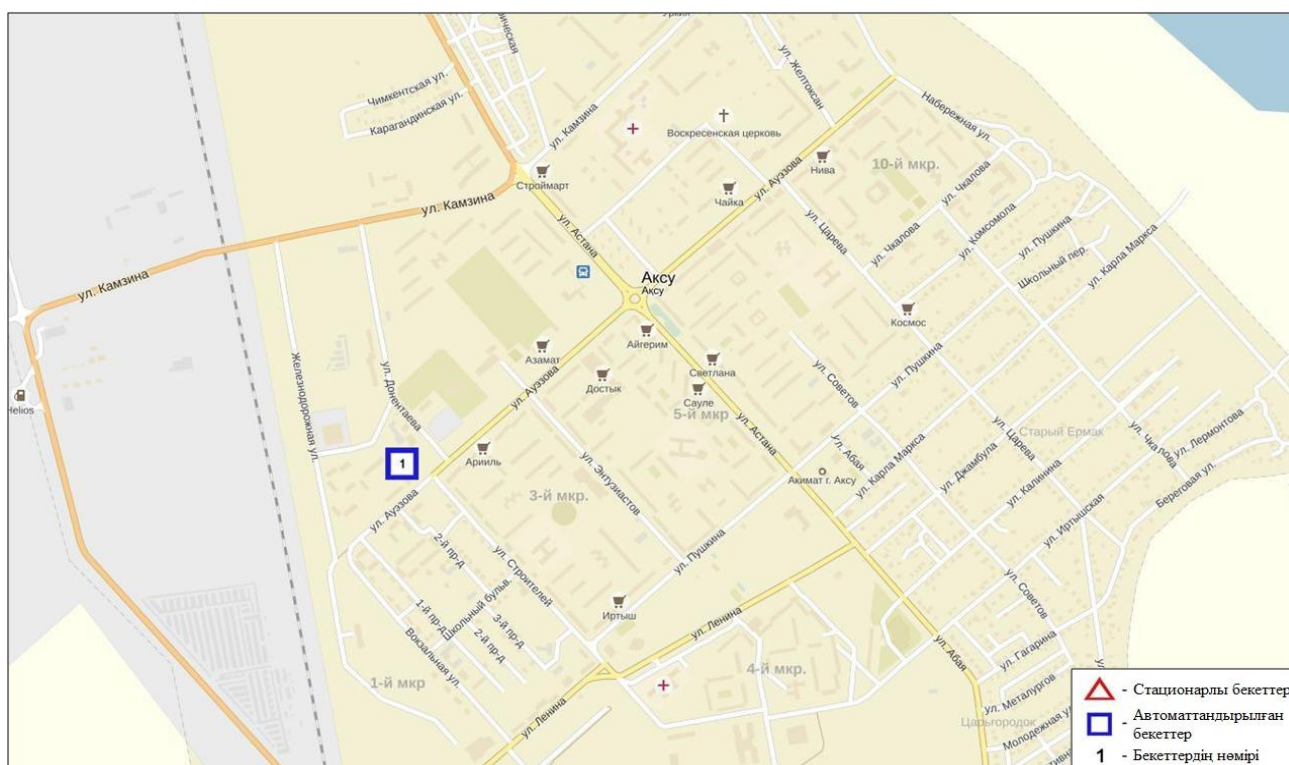 Уркин
рическая
ул. Желтоксан
Чимкентская ул.
Карагандинская ул.
ул. Камзина
Набережная ул.
Воскресенская церковь
Строймарт
Нива
10-й мкр.
ул. Чкалова
Чайка
ул. Ауэзова
ул. Камзина
ул. Астана
ул. Царева
ул. Чкалова
ул. Комсомола
ул. Пушкина
Школьный пер.
ул. Карла Маркса
ул. Камзина
Аксу
Ақсу
Космос
Айгерим
Азамат
Железнодорожная ул.
ул. Донентаева
ул. Ауэзова
Достык
Светлана
Сауле
5-й мкр
ул. Советов
ул. Пушкина
Helios
ул. Астана
ул. Абая
ул. Карла Маркса
ул. Царева
Старый Ермак
ул. Чкалова
ул. Лермонтова
Арииль
1
ул. Энтузиастов
Акимат г. Аксу
ул. Джамбула
ул. Калинина
Береговая ул.
3-й мкр.
ул. Ауэзова
ул. Иртышская
2-й пр-д
ул. Строителей
ул. Пушкина
1-й пр-д
Школьный бульв.
3-й пр-д
2-й пр-д
Вокзальная ул.
Иртыш
ул. Ленина
ул. Советов
ул. Гагарина
ул. Абая
1-й мкр
4-й мкр.
ул. Металургов
ул. Ленина
Царьгородок
Молодежная ул.
△ - Стационарлы бекеттер
□ - Автоматтандырылған
бекеттер
1 - Бекеттердің нөмірі